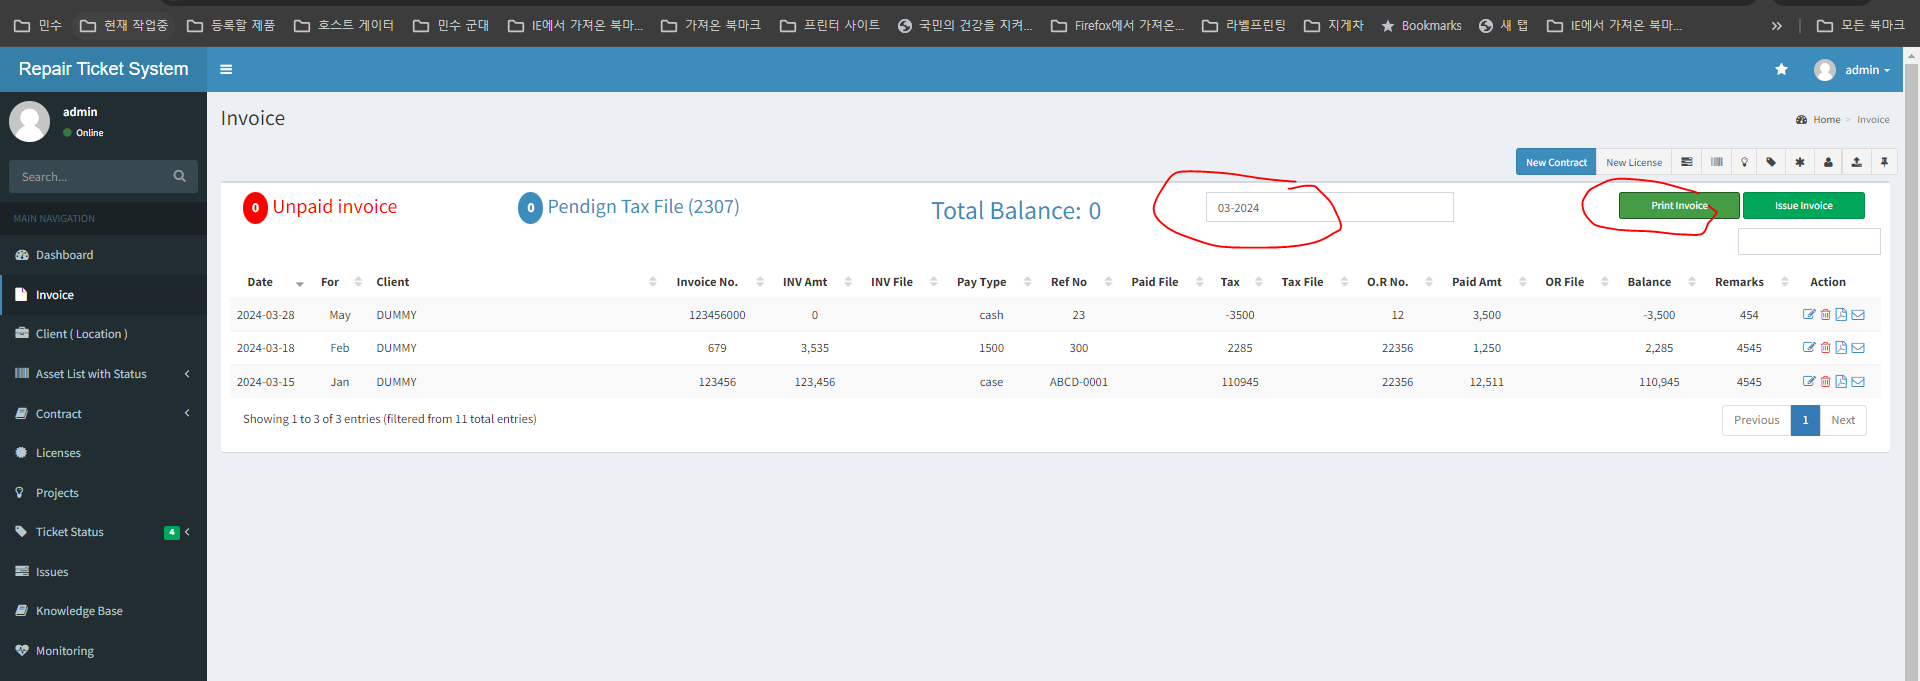 민수 현재 작업중 등록할 제품 호스트 게이터 민수 군대 IE에서 가져온 북마... 가져온 북마크 프린터 사이트 국민의 건강을 지켜... Firefox에서 가져온... 라벨프린팅 지게차 Bookmarks 새 탭 IE에서 가져온 북마... » 모든 북마크
Repair Ticket System admin
admin
Online
Invoice
Home > Invoice
Search...
New Contract New License
MAIN NAVIGATION
0 Unpaid invoice 0 Pendign Tax File (2307) Total Balance: 0 03-2024 Print Invoice Issue Invoice
Dashboard
Invoice
Client ( Location )
Asset List with Status
Contract
Licenses
Projects
Ticket Status 4
Issues
Knowledge Base
Monitoring
Date For Client Invoice No. INV Amt INV File Pay Type Ref No Paid File Tax Tax File O.R No. Paid Amt OR File Balance Remarks Action
2024-03-28 May DUMMY 123456000 0 cash 23 -3500 12 3,500 -3,500 454
2024-03-18 Feb DUMMY 679 3,535 1500 300 2285 22356 1,250 2,285 4545
2024-03-15 Jan DUMMY 123456 123,456 case ABCD-0001 110945 22356 12,511 110,945 4545
Showing 1 to 3 of 3 entries (filtered from 11 total entries)
Previous 1 Next